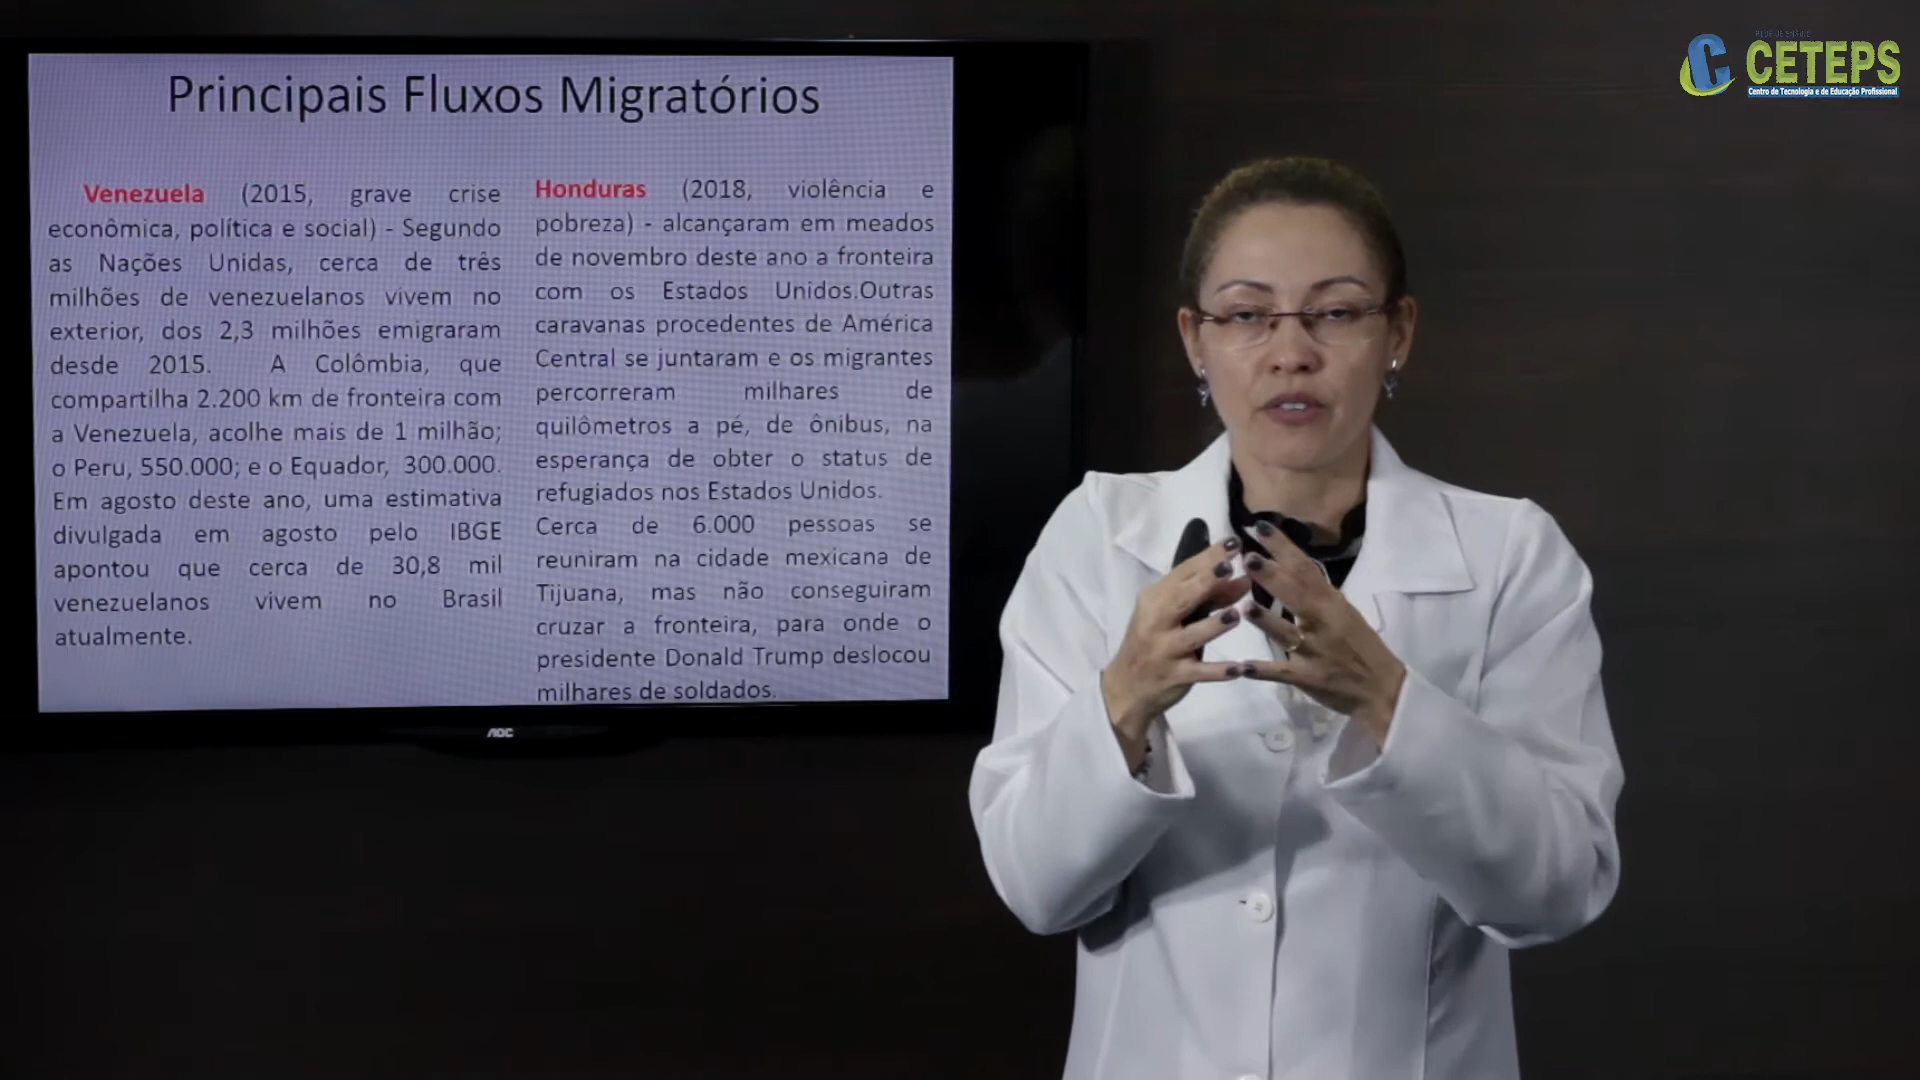 Principais Fluxos Migratórios
Venezuela (2015, grave crise
econômica, política e social) - Segundo
as Nações Unidas, cerca de três
milhões de venezuelanos vivem no
exterior, dos 2,3 milhões emigraram
desde 2015. A Colômbia, que
compartilha 2.200 km de fronteira com
a Venezuela, acolhe mais de 1 milhão;
o Peru, 550.000; e o Equador, 300.000.
Em agosto deste ano, uma estimativa
divulgada em agosto pelo IBGE
apontou que cerca de 30,8 mil
venezuelanos vivem no Brasil
atualmente.
Honduras (2018, violência e
pobreza) - alcançaram em meados
de novembro deste ano a fronteira
com os Estados Unidos.Outras
caravanas procedentes de América
Central se juntaram e os migrantes
percorreram milhares de
quilômetros a pé, de ônibus, na
esperança de obter o status de
refugiados nos Estados Unidos.
Cerca de 6.000 pessoas se
reuniram na cidade mexicana de
Tijuana, mas não conseguiram
cruzar a fronteira, para onde o
presidente Donald Trump deslocou
milhares de soldados.
AOC
REDE DE ENSINO
CETEPS
Centro de Tecnologia e de Educação Profissional